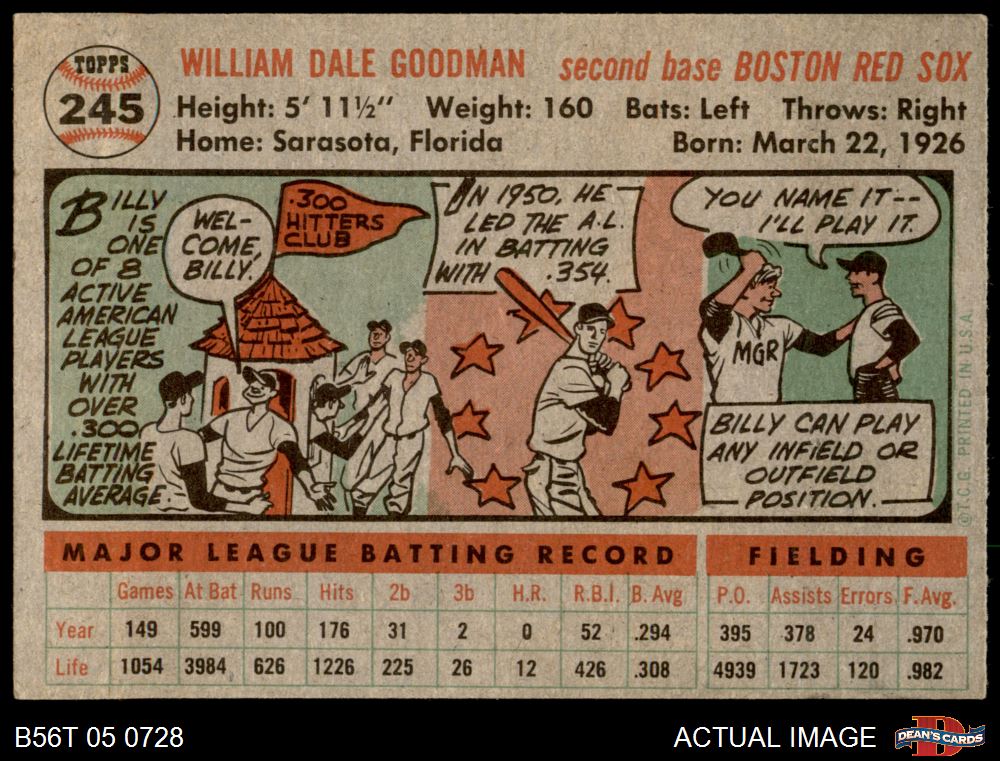 TOPPS
245
WILLIAM DALE GOODMAN second base BOSTON RED SOX
Height: 5' 11½" Weight: 160 Bats: Left Throws: Right
Home: Sarasota, Florida Born: March 22, 1926
BILLY
IS
ONE
OF 8
ACTIVE
AMERICAN
LEAGUE
PLAYERS
WITH
OVER
.300
LIFETIME
BATTING
AVERAGE.
WEL-
COME,
BILLY!
.300
HITTERS
CLUB
IN 1950, HE
LED THE A.L.
IN BATTING
WITH .354.
YOU NAME IT--
I'LL PLAY IT.
MGR
BILLY CAN PLAY
ANY INFIELD OR
OUTFIELD
POSITION.
©T.C.G. PRINTED IN U.S.A.
MAJOR LEAGUE BATTING RECORD FIELDING
Games At Bat Runs Hits 2b 3b H.R. R.B.I. B. Avg P.O. Assists Errors F. Avg.
Year 149 599 100 176 31 2 0 52 .294 395 378 24 .970
Life 1054 3984 626 1226 225 26 12 426 .308 4939 1723 120 .982
B56T 05 0728 ACTUAL IMAGE
D
DEAN'S CARDS